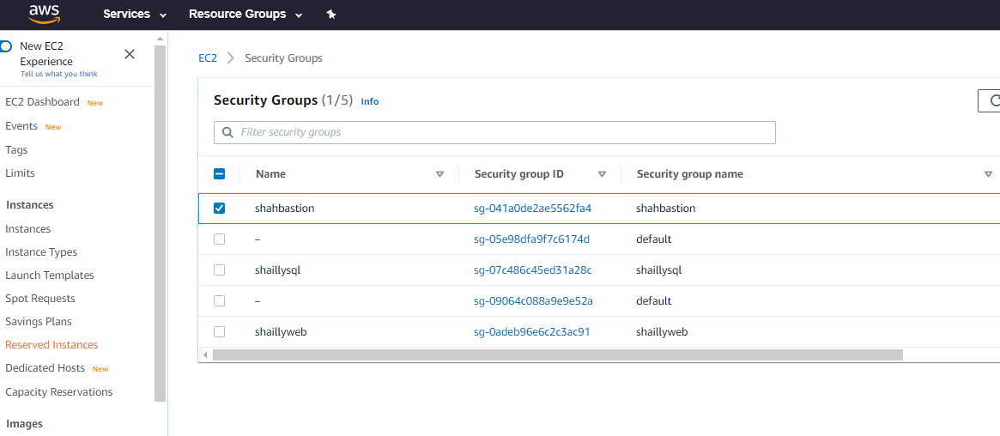 aws Services Resource Groups
New EC2
Experience
Tell us what you think
EC2 Dashboard New
Events New
Tags
Limits
Instances
Instances
Instance Types
Launch Templates
Spot Requests
Savings Plans
Reserved Instances
Dedicated Hosts New
Capacity Reservations
Images
EC2 > Security Groups
Security Groups (1/5) Info
Filter security groups
Name Security group ID Security group name
shahbastion sg-041a0de2ae5562fa4 shahbastion
– sg-05e98dfa9f7c6174d default
shaillysql sg-07c486c45ed31a28c shaillysql
– sg-09064c088a9e9e52a default
shaillyweb sg-0adeb96e6c2c3ac91 shaillyweb